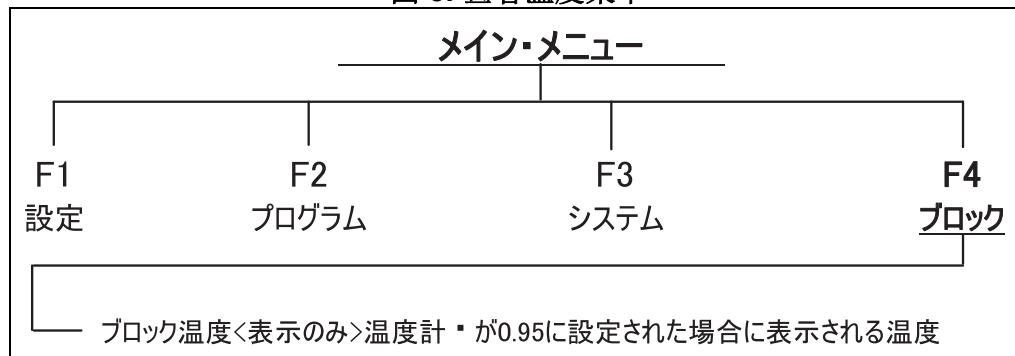 メイン・メニュー
F1 F2 F3 F4
設定 プログラム システム ブロック
ブロック温度<表示のみ>温度計 ▪ が0.95に設定された場合に表示される温度